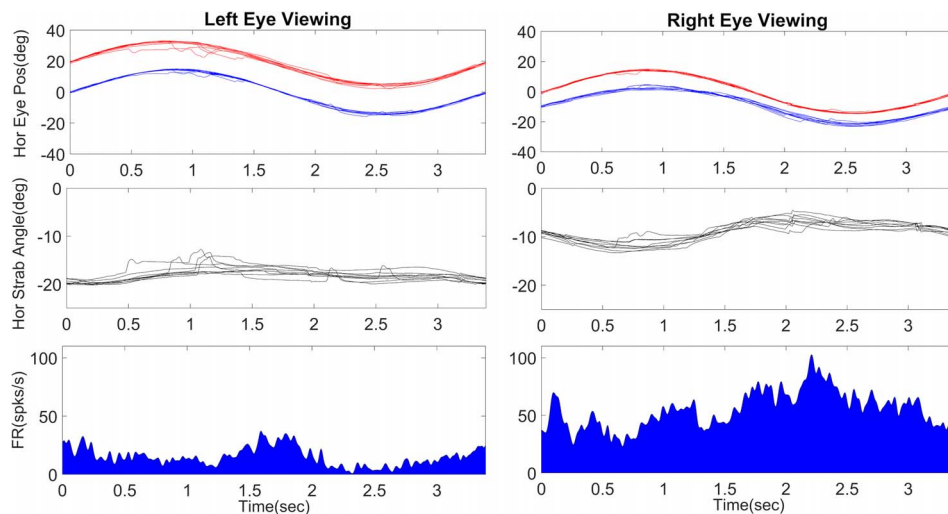 Left Eye Viewing
Right Eye Viewing
Hor Eye Pos(deg)
40
20
0
-20
-40
0 0.5 1 1.5 2 2.5 3
40
20
0
-20
-40
0 0.5 1 1.5 2 2.5 3
Hor Strab Angle(deg)
0
-10
-20
0 0.5 1 1.5 2 2.5 3
0
-10
-20
0 0.5 1 1.5 2 2.5 3
FR(spks/s)
100
50
0
0 0.5 1 1.5 2 2.5 3
Time(sec)
100
50
0
0 0.5 1 1.5 2 2.5 3
Time(sec)